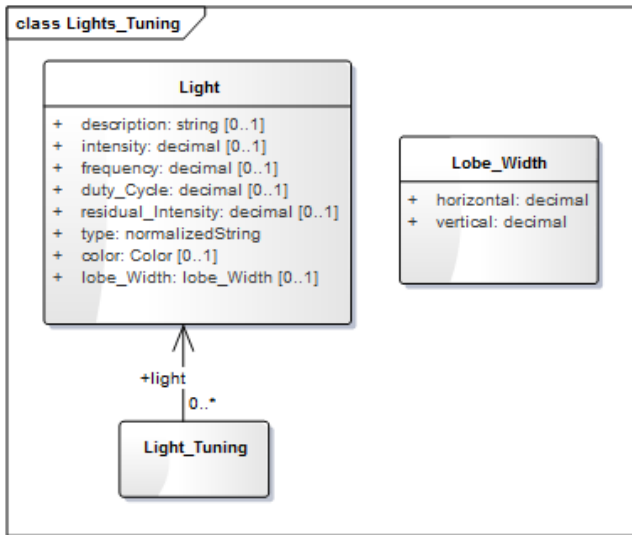 class Lights_Tuning
Light
+ description: string [0..1]
+ intensity: decimal [0..1]
+ frequency: decimal [0..1]
+ duty_Cycle: decimal [0..1]
+ residual_Intensity: decimal [0..1]
+ type: normalizedString
+ color: Color [0..1]
+ lobe_Width: lobe_Width [0..1]
Lobe_Width
+ horizontal: decimal
+ vertical: decimal
+light
0..*
Light_Tuning